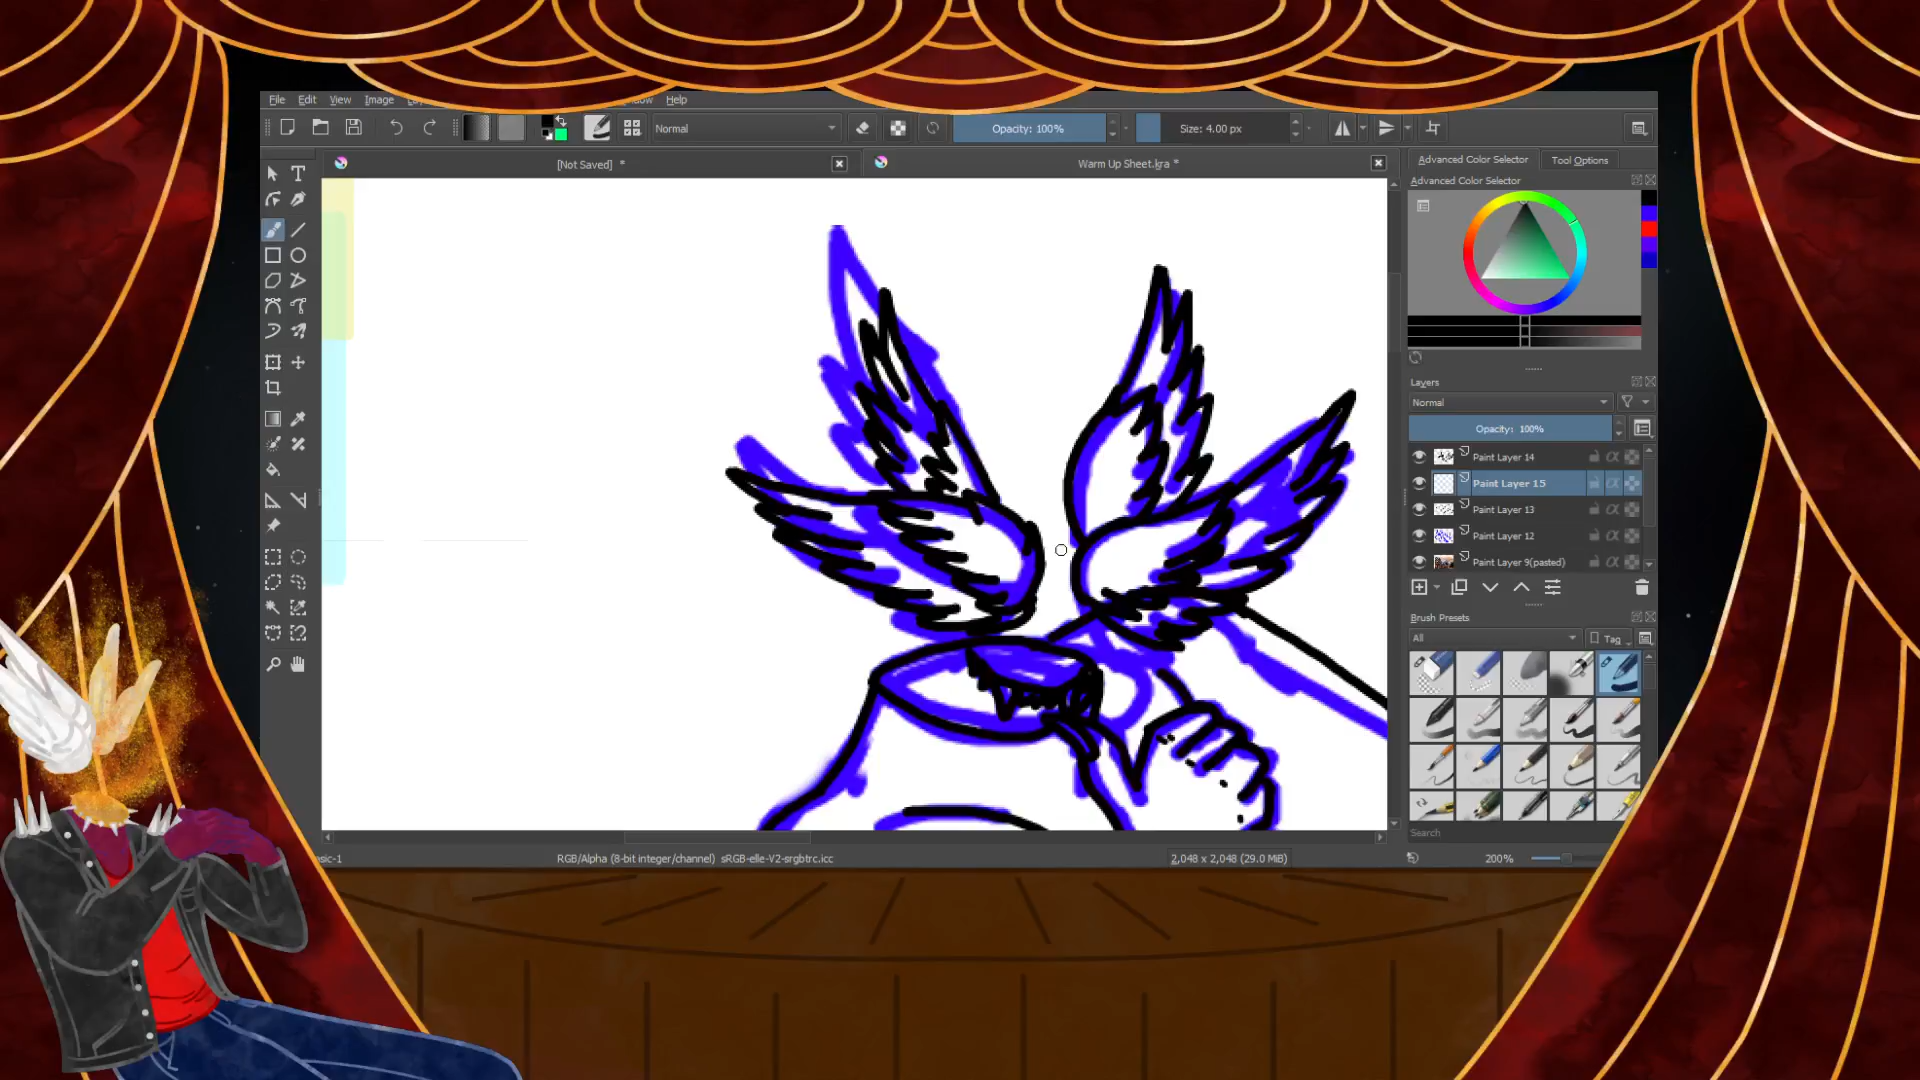 File Edit View Image Help
Normal Opacity: 100% Size: 4.00 px
[Not Saved] * Warm Up Sheet.kra *
Advanced Color Selector Tool Options
Advanced Color Selector
Layers
Normal
Opacity: 100%
Paint Layer 14
Paint Layer 15
Paint Layer 13
Paint Layer 12
Paint Layer 9(pasted)
Brush Presets
All Tag
Search
RGB/Alpha (8-bit integer/channel) sRGB-elle-V2-srgbtrc.icc 2,048 x 2,048 (29.0 MiB) 200%